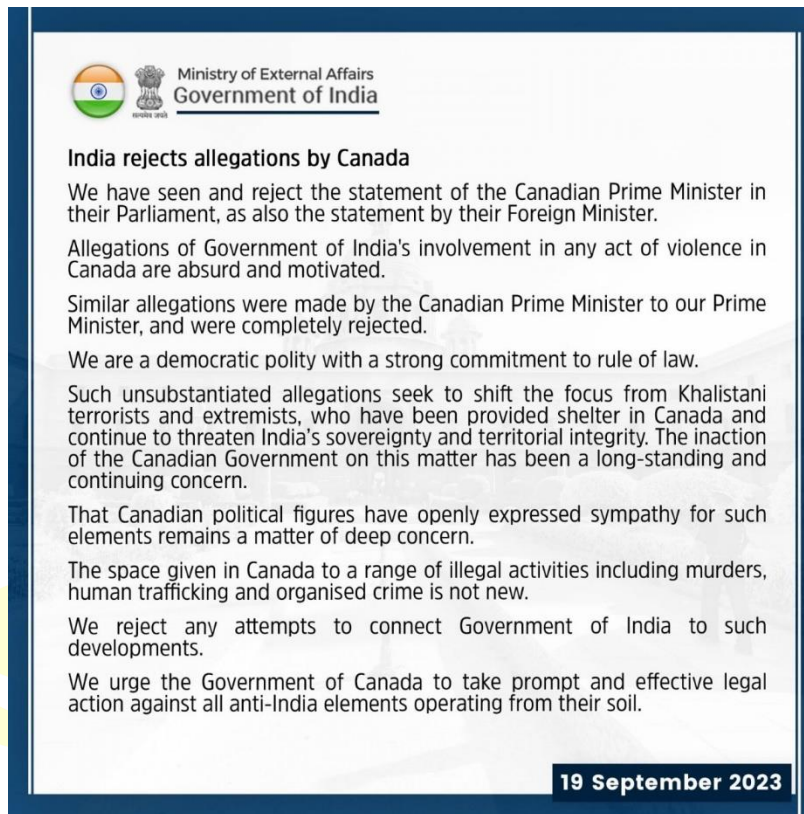 Ministry of External Affairs
Government of India
सत्यमेव जयते
India rejects allegations by Canada
We have seen and reject the statement of the Canadian Prime Minister in
their Parliament, as also the statement by their Foreign Minister.
Allegations of Government of India's involvement in any act of violence in
Canada are absurd and motivated.
Similar allegations were made by the Canadian Prime Minister to our Prime
Minister, and were completely rejected.
We are a democratic polity with a strong commitment to rule of law.
Such unsubstantiated allegations seek to shift the focus from Khalistani
terrorists and extremists, who have been provided shelter in Canada and
continue to threaten India's sovereignty and territorial integrity. The inaction
of the Canadian Government on this matter has been a long-standing and
continuing concern.
That Canadian political figures have openly expressed sympathy for such
elements remains a matter of deep concern.
The space given in Canada to a range of illegal activities including murders,
human trafficking and organised crime is not new.
We reject any attempts to connect Government of India to such
developments.
We urge the Government of Canada to take prompt and effective legal
action against all anti-India elements operating from their soil.
19 September 2023